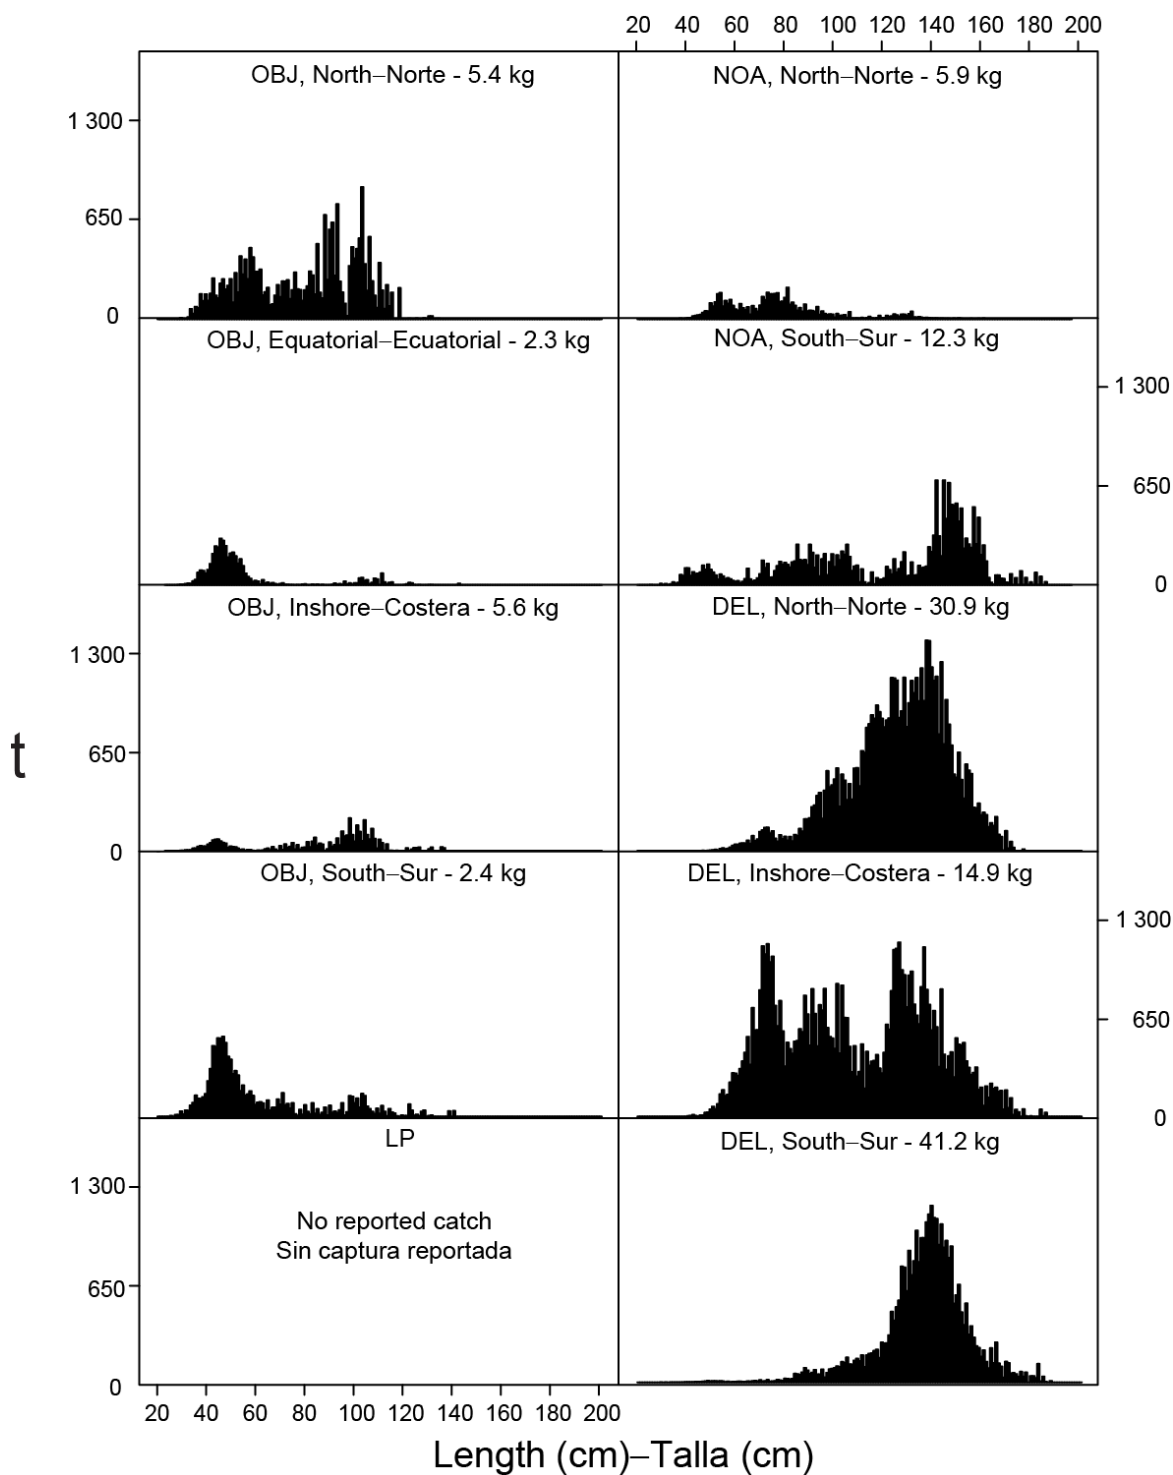 20 40 60 80 100 120 140 160 180 200
OBJ, North–Norte - 5.4 kg
NOA, North–Norte - 5.9 kg
1 300
650
0
OBJ, Equatorial–Ecuatorial - 2.3 kg
NOA, South–Sur - 12.3 kg
1 300
650
0
OBJ, Inshore–Costera - 5.6 kg
DEL, North–Norte - 30.9 kg
1 300
650
0
t
OBJ, South–Sur - 2.4 kg
DEL, Inshore–Costera - 14.9 kg
1 300
650
0
LP
DEL, South–Sur - 41.2 kg
1 300
No reported catch
Sin captura reportada
650
0
20 40 60 80 100 120 140 160 180 200
Length (cm)–Talla (cm)